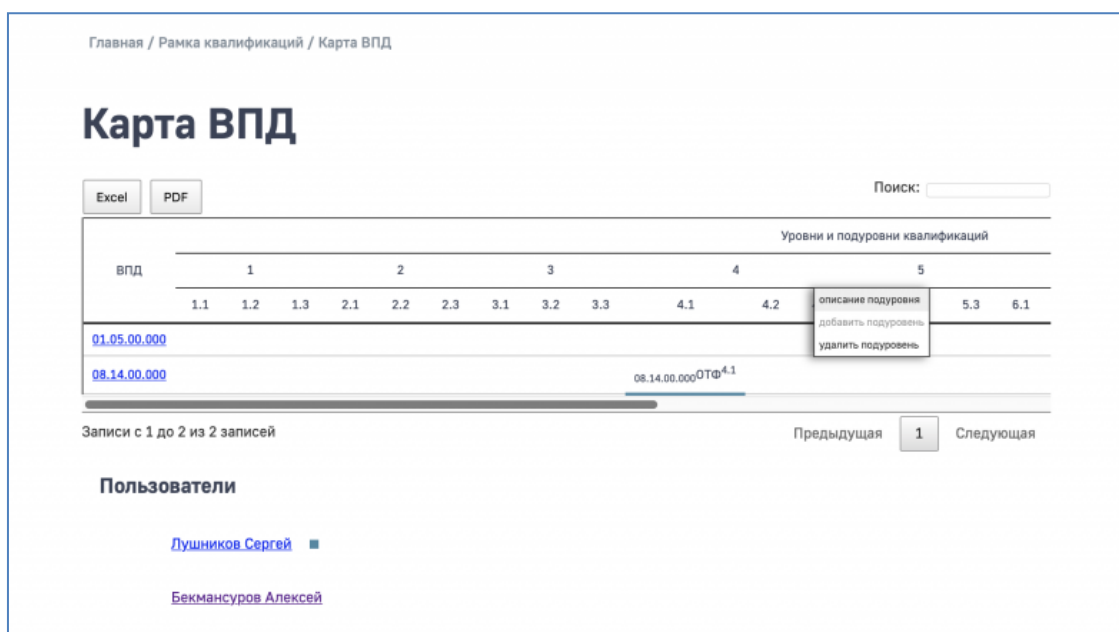 Главная / Рамка квалификаций / Карта ВПД
Карта ВПД
Excel PDF Поиск:
Уровни и подуровни квалификаций
ВПД 1 2 3 4 5
1.1 1.2 1.3 2.1 2.2 2.3 3.1 3.2 3.3 4.1 4.2 5.3 6.1
описание подуровня
добавить подуровень
удалить подуровень
01.05.00.000
08.14.00.000 08.14.00.000ОТФ4.1
Записи с 1 до 2 из 2 записей Предыдущая 1 Следующая
Пользователи
Лушников Сергей
Бекмансуров Алексей